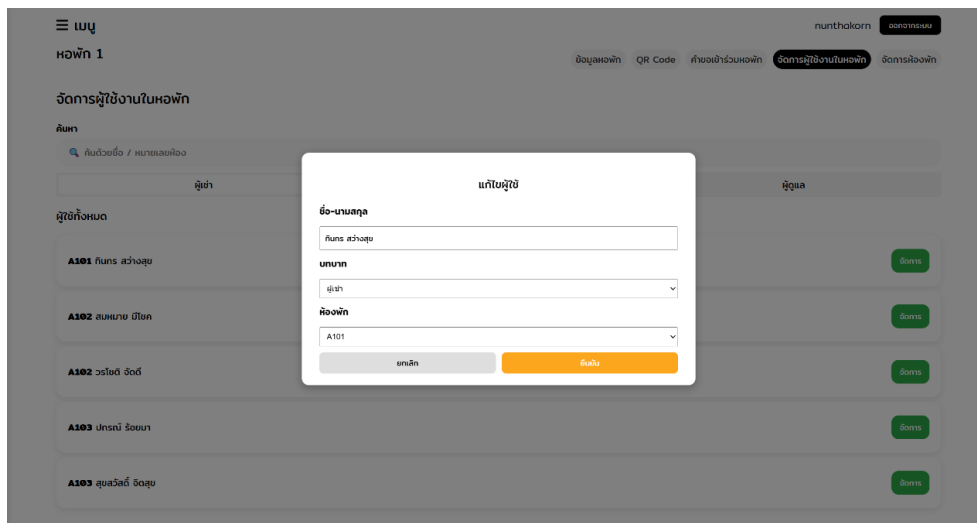 ☰ เมนู
nunthakorn ออกจากระบบ
หอพัก 1
ข้อมูลหอพัก QR Code คำขอเข้าร่วมหอพัก จัดการผู้ใช้งานในหอพัก จัดการห้องพัก
จัดการผู้ใช้งานในหอพัก
ค้นหา
ค้นด้วยชื่อ / หมายเลขห้อง
ผู้เช่า
ผู้ดูแล
ผู้ใช้ทั้งหมด
A101 ทินกร สว่างสุข จัดการ
A102 สมหมาย มีโชค จัดการ
A102 วรโชติ จัดดี จัดการ
A103 ปกรณ์ ร้อยมา จัดการ
A103 สุขสวัสดิ์ จิตสุข จัดการ
แก้ไขผู้ใช้
ชื่อ-นามสกุล
ทินกร สว่างสุข
บทบาท
ผู้เช่า
ห้องพัก
A101
ยกเลิก ยืนยัน